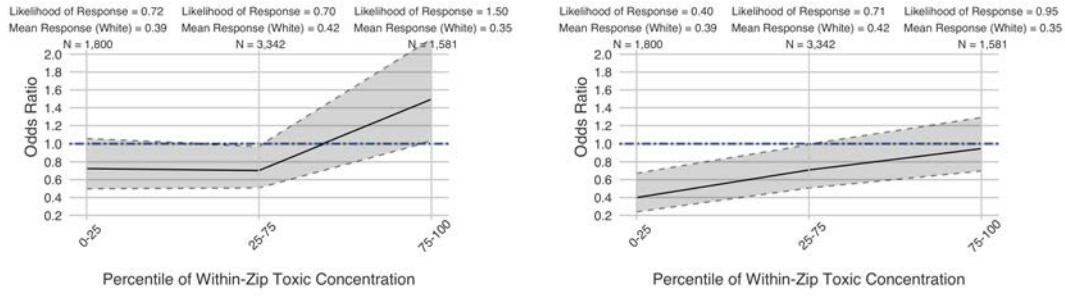 Likelihood of Response = 0.72 Likelihood of Response = 0.70 Likelihood of Response = 1.50
Mean Response (White) = 0.39 Mean Response (White) = 0.42 Mean Response (White) = 0.35
N = 1,800 N = 3,342 N = 1,581
2.0
1.8
1.6
1.4
1.2
1.0
0.8
0.6
0.4
0.2
Odds Ratio
0-25 25-75 75-100
Percentile of Within-Zip Toxic Concentration
Likelihood of Response = 0.40 Likelihood of Response = 0.71 Likelihood of Response = 0.95
Mean Response (White) = 0.39 Mean Response (White) = 0.42 Mean Response (White) = 0.35
N = 1,800 N = 3,342 N = 1,581
2.0
1.8
1.6
1.4
1.2
1.0
0.8
0.6
0.4
0.2
Odds Ratio
0-25 25-75 75-100
Percentile of Within-Zip Toxic Concentration